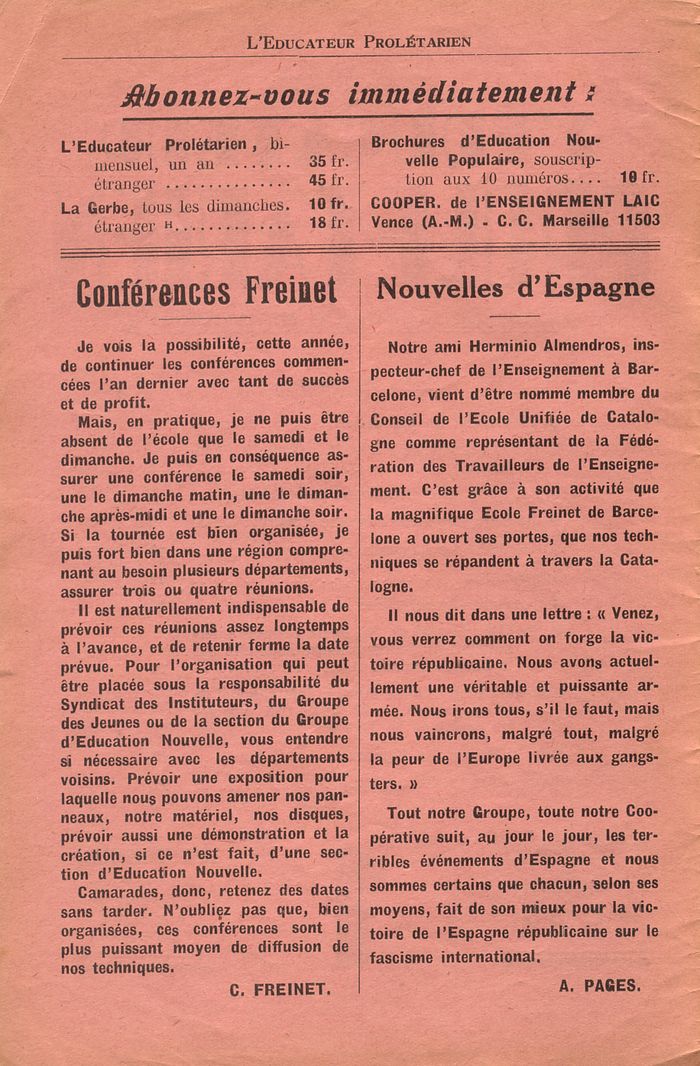 L'EDUCATEUR PROLÉTARIEN
Abonnez-vous immédiatement :
L'Educateur Prolétarien, bi-
mensuel, un an ........ 35 fr.
étranger ............... 45 fr.
La Gerbe, tous les dimanches. 10 fr.
étranger H.............. 18 fr.
Brochures d'Education Nou-
velle Populaire, souscrip-
tion aux 10 numéros.... 10 fr.
COOPER. de l'ENSEIGNEMENT LAIC
Vence (A.-M.) - C. C. Marseille 11503
Conférences Freinet
Je vois la possibilité, cette année,
de continuer les conférences commen-
cées l'an dernier avec tant de succès
et de profit.
Mais, en pratique, je ne puis être
absent de l'école que le samedi et le
dimanche. Je puis en conséquence as-
surer une conférence le samedi soir,
une le dimanche matin, une le diman-
che après-midi et une le dimanche soir.
Si la tournée est bien organisée, je
puis fort bien dans une région compre-
nant au besoin plusieurs départements,
assurer trois ou quatre réunions.
Il est naturellement indispensable de
prévoir ces réunions assez longtemps
à l'avance, et de retenir ferme la date
prévue. Pour l'organisation qui peut
être placée sous la responsabilité du
Syndicat des Instituteurs, du Groupe
des Jeunes ou de la section du Groupe
d'Education Nouvelle, vous entendre
si nécessaire avec les départements
voisins. Prévoir une exposition pour
laquelle nous pouvons amener nos pan-
neaux, notre matériel, nos disques,
prévoir aussi une démonstration et la
création, si ce n'est fait, d'une sec-
tion d'Education Nouvelle.
Camarades, donc, retenez des dates
sans tarder. N'oubliez pas que, bien
organisées, ces conférences sont le
plus puissant moyen de diffusion de
nos techniques.
C. FREINET.
Nouvelles d'Espagne
Notre ami Herminio Almendros, ins-
pecteur-chef de l'Enseignement à Bar-
celone, vient d'être nommé membre du
Conseil de l'Ecole Unifiée de Catalo-
gne comme représentant de la Fédé-
ration des Travailleurs de l'Enseigne-
ment. C'est grâce à son activité que
la magnifique Ecole Freinet de Barce-
lone a ouvert ses portes, que nos tech-
niques se répandent à travers la Cata-
logne.
Il nous dit dans une lettre : « Venez,
vous verrez comment on forge la vic-
toire républicaine. Nous avons actuel-
lement une véritable et puissante ar-
mée. Nous irons tous, s'il le faut, mais
nous vaincrons, malgré tout, malgré
la peur de l'Europe livrée aux gangs-
ters. »
Tout notre Groupe, toute notre Coo-
pérative suit, au jour le jour, les ter-
ribles événements d'Espagne et nous
sommes certains que chacun, selon ses
moyens, fait de son mieux pour la vic-
toire de l'Espagne républicaine sur le
fascisme international.
A. PAGES.